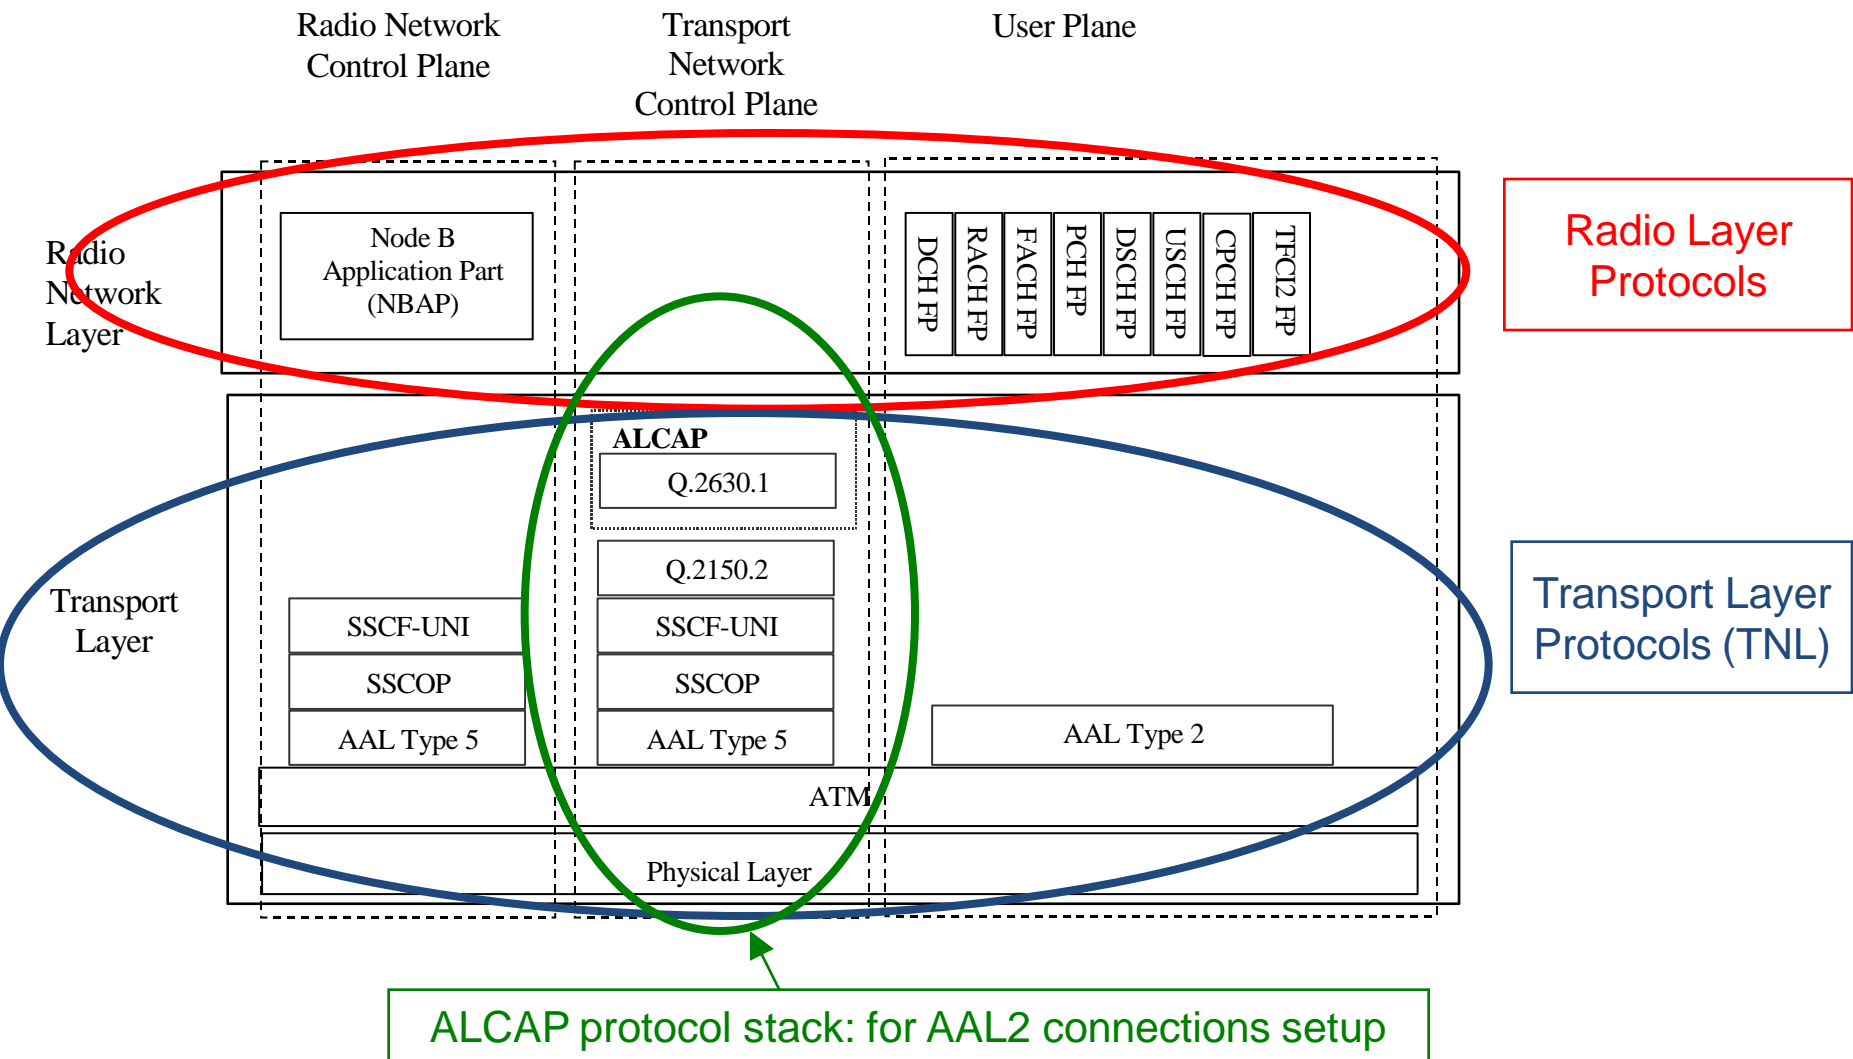 Radio Network
Control Plane
Transport
Network
Control Plane
User Plane
Radio
Network
Layer
Node B
Application Part
(NBAP)
DCH FP
RACH FP
FACH FP
PCH FP
DSCH FP
USCH FP
CPCH FP
TFCI2 FP
Radio Layer
Protocols
ALCAP
Q.2630.1
Q.2150.2
Transport
Layer
SSCF-UNI
SSCOP
AAL Type 5
SSCF-UNI
SSCOP
AAL Type 5
AAL Type 2
ATM
Physical Layer
Transport Layer
Protocols (TNL)
ALCAP protocol stack: for AAL2 connections setup